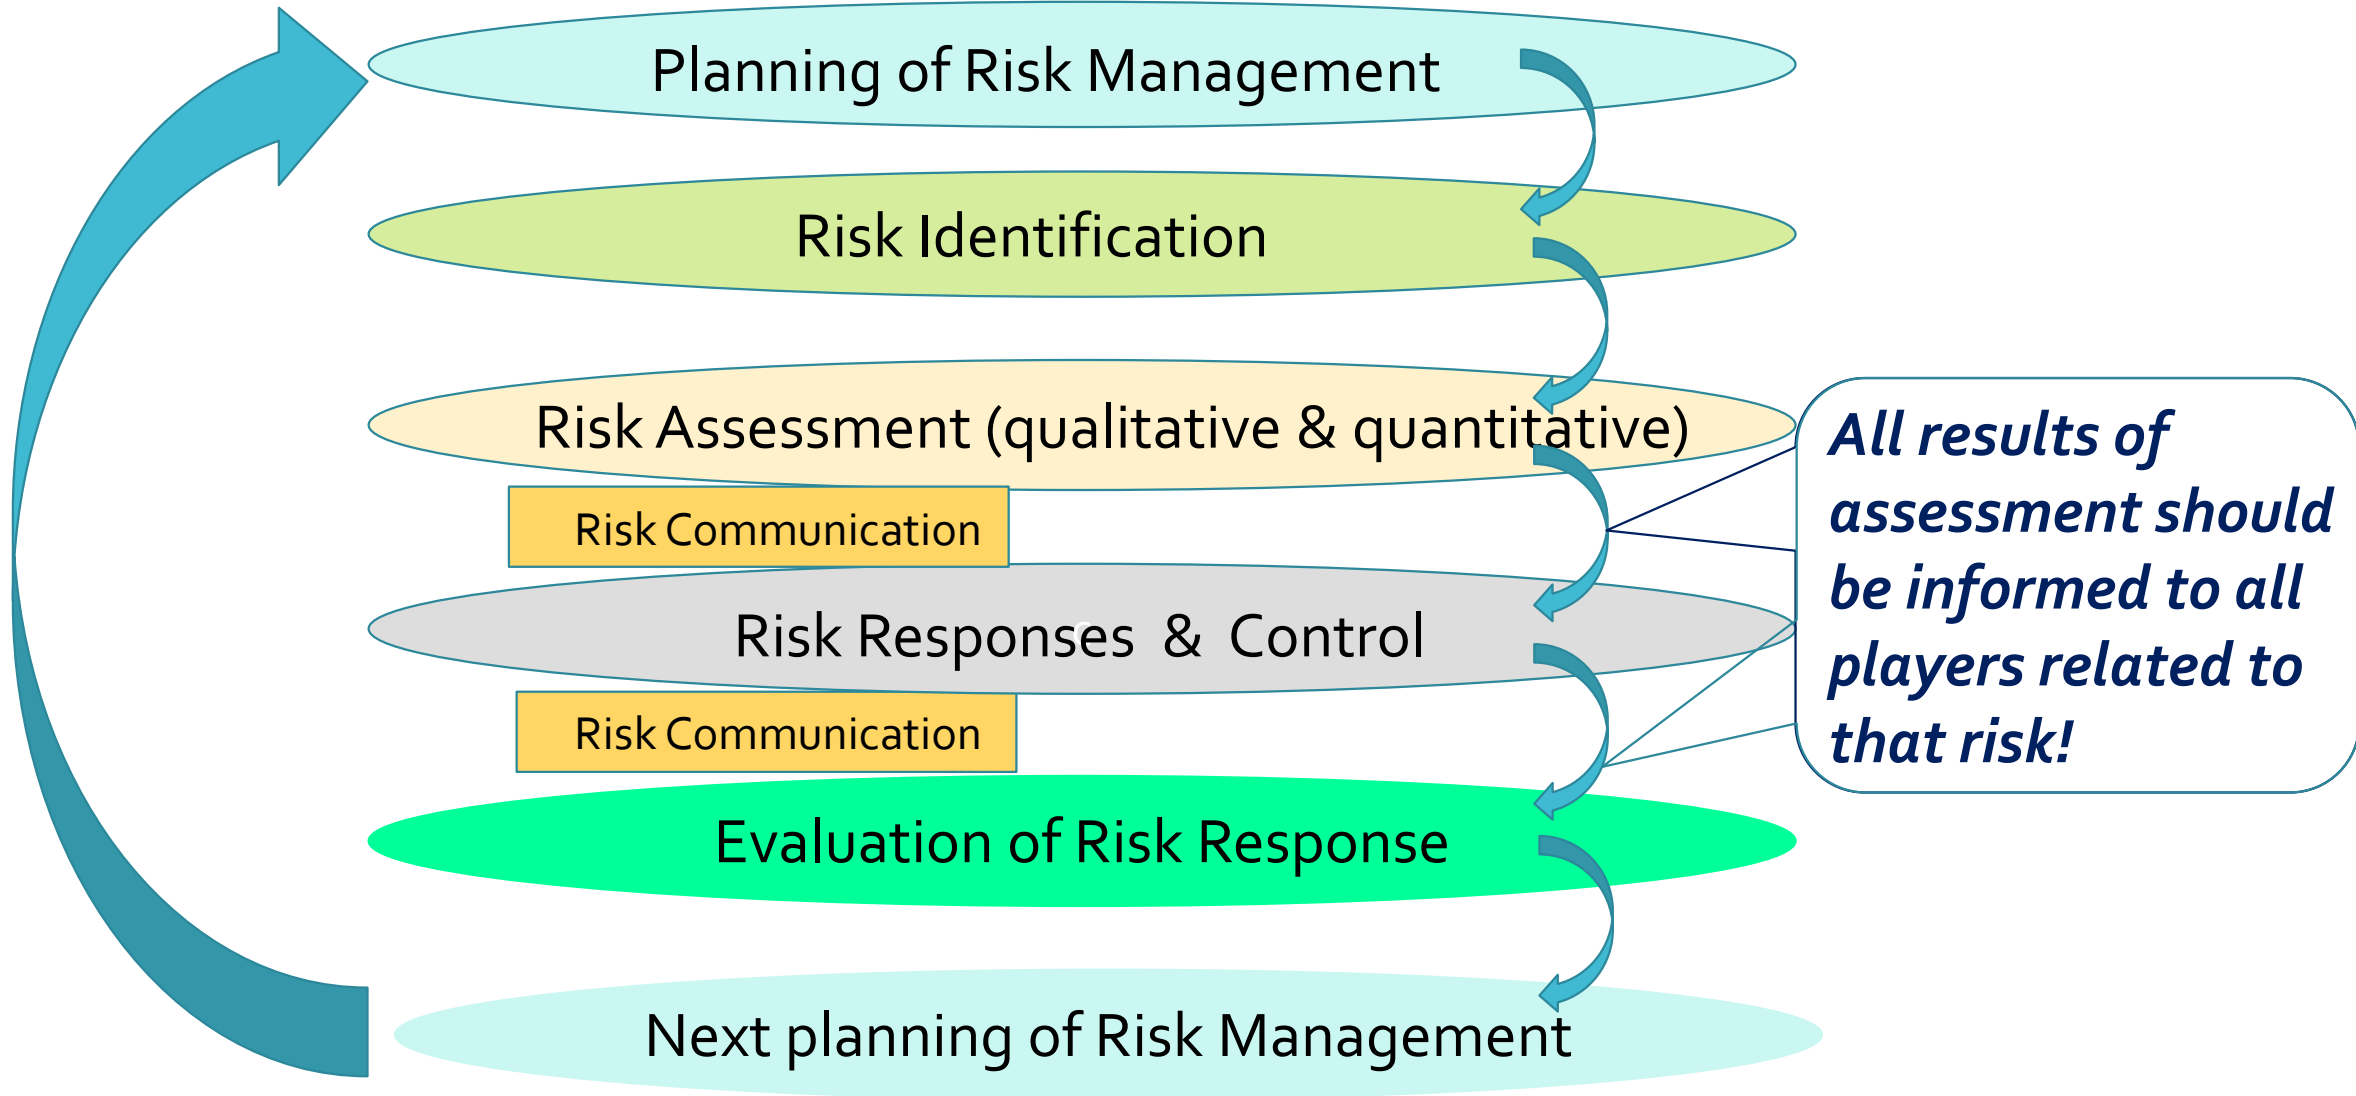 Planning of Risk Management
Risk Identification
Risk Assessment (qualitative & quantitative)
Risk Communication
Risk Responses & Control
Risk Communication
Evaluation of Risk Response
Next planning of Risk Management
All results of
assessment should
be informed to all
players related to
that risk!